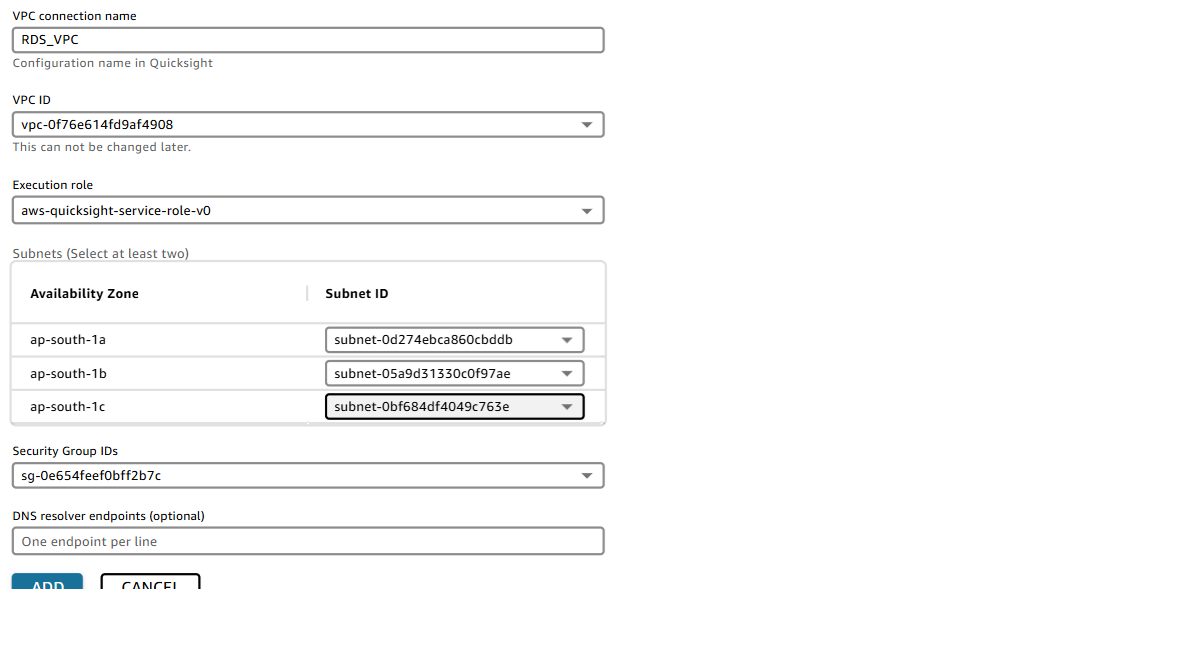 VPC connection name
RDS_VPC
Configuration name in Quicksight
VPC ID
vpc-0f76e614fd9af4908
This can not be changed later.
Execution role
aws-quicksight-service-role-v0
Subnets (Select at least two)
Availability Zone Subnet ID
ap-south-1a subnet-0d274ebca860cbddb
ap-south-1b subnet-05a9d31330c0f97ae
ap-south-1c subnet-0bf684df4049c763e
Security Group IDs
sg-0e654feef0bff2b7c
DNS resolver endpoints (optional)
One endpoint per line
ADD CANCEL